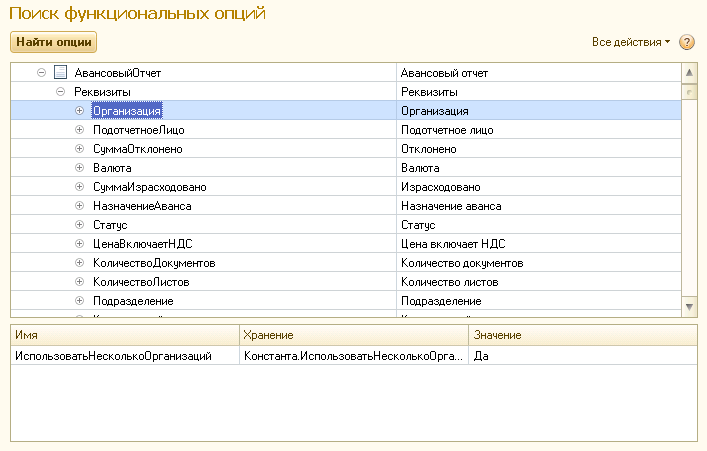 Поиск функциональных опций
Найти опции Все действия ?
АвансовыйОтчет Авансовый отчет
Реквизиты Реквизиты
Организация Организация
ПодотчетноеЛицо Подотчетное лицо
СуммаОтклонено Отклонено
Валюта Валюта
СуммаИзрасходовано Израсходовано
НазначениеАванса Назначение аванса
Статус Статус
ЦенаВключаетНДС Цена включает НДС
КоличествоДокументов Количество документов
КоличествоЛистов Количество листов
Подразделение Подразделение
Имя Хранение Значение
ИспользоватьНесколькоОрганизаций Константа.ИспользоватьНесколькоОрга... Да